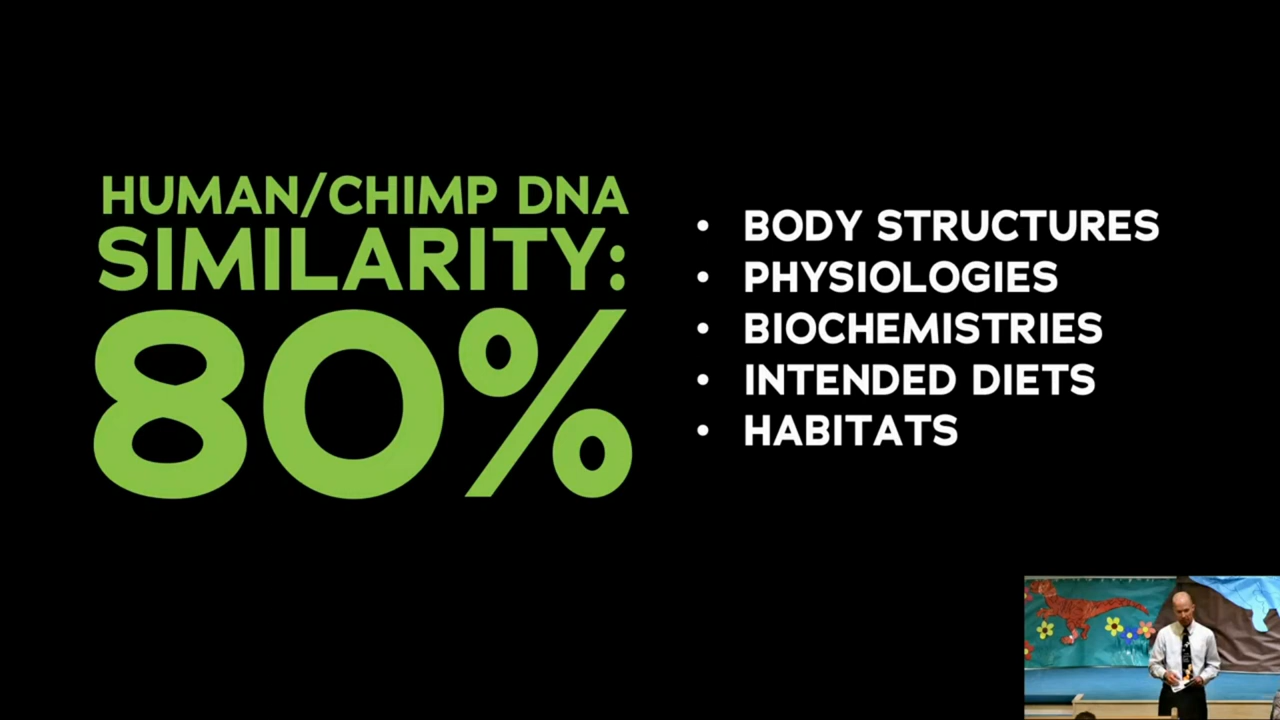 HUMAN/CHIMP DNA
SIMILARITY:
80%
• BODY STRUCTURES
• PHYSIOLOGIES
• BIOCHEMISTRIES
• INTENDED DIETS
• HABITATS